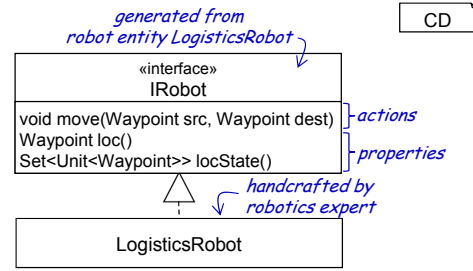 generated from
robot entity LogisticsRobot
CD
«interface»
IRobot
void move(Waypoint src, Waypoint dest)
actions
Waypoint loc()
Set<Unit<Waypoint>> locState()
properties
handcrafted by
robotics expert
LogisticsRobot